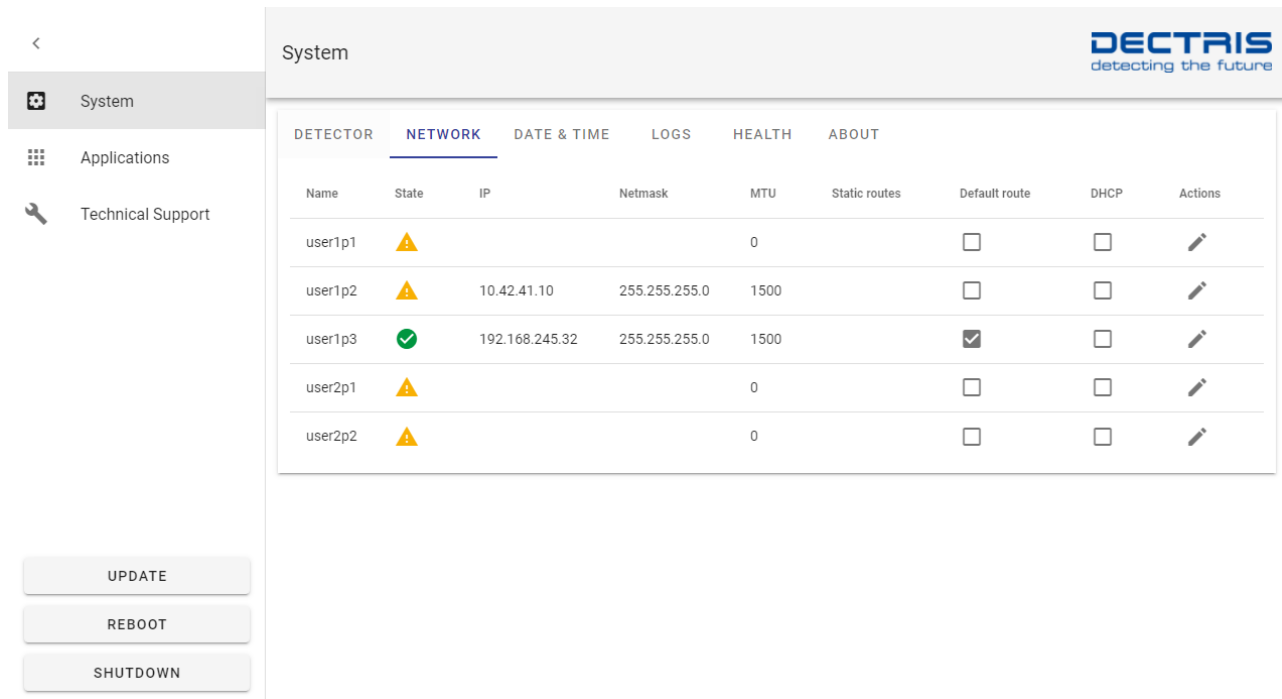 System
DECTRIS
detecting the future
System
Applications
Technical Support
DETECTOR NETWORK DATE & TIME LOGS HEALTH ABOUT
Name State IP Netmask MTU Static routes Default route DHCP Actions
user1p1 0
user1p2 10.42.41.10 255.255.255.0 1500
user1p3 192.168.245.32 255.255.255.0 1500
user2p1 0
user2p2 0
UPDATE
REBOOT
SHUTDOWN